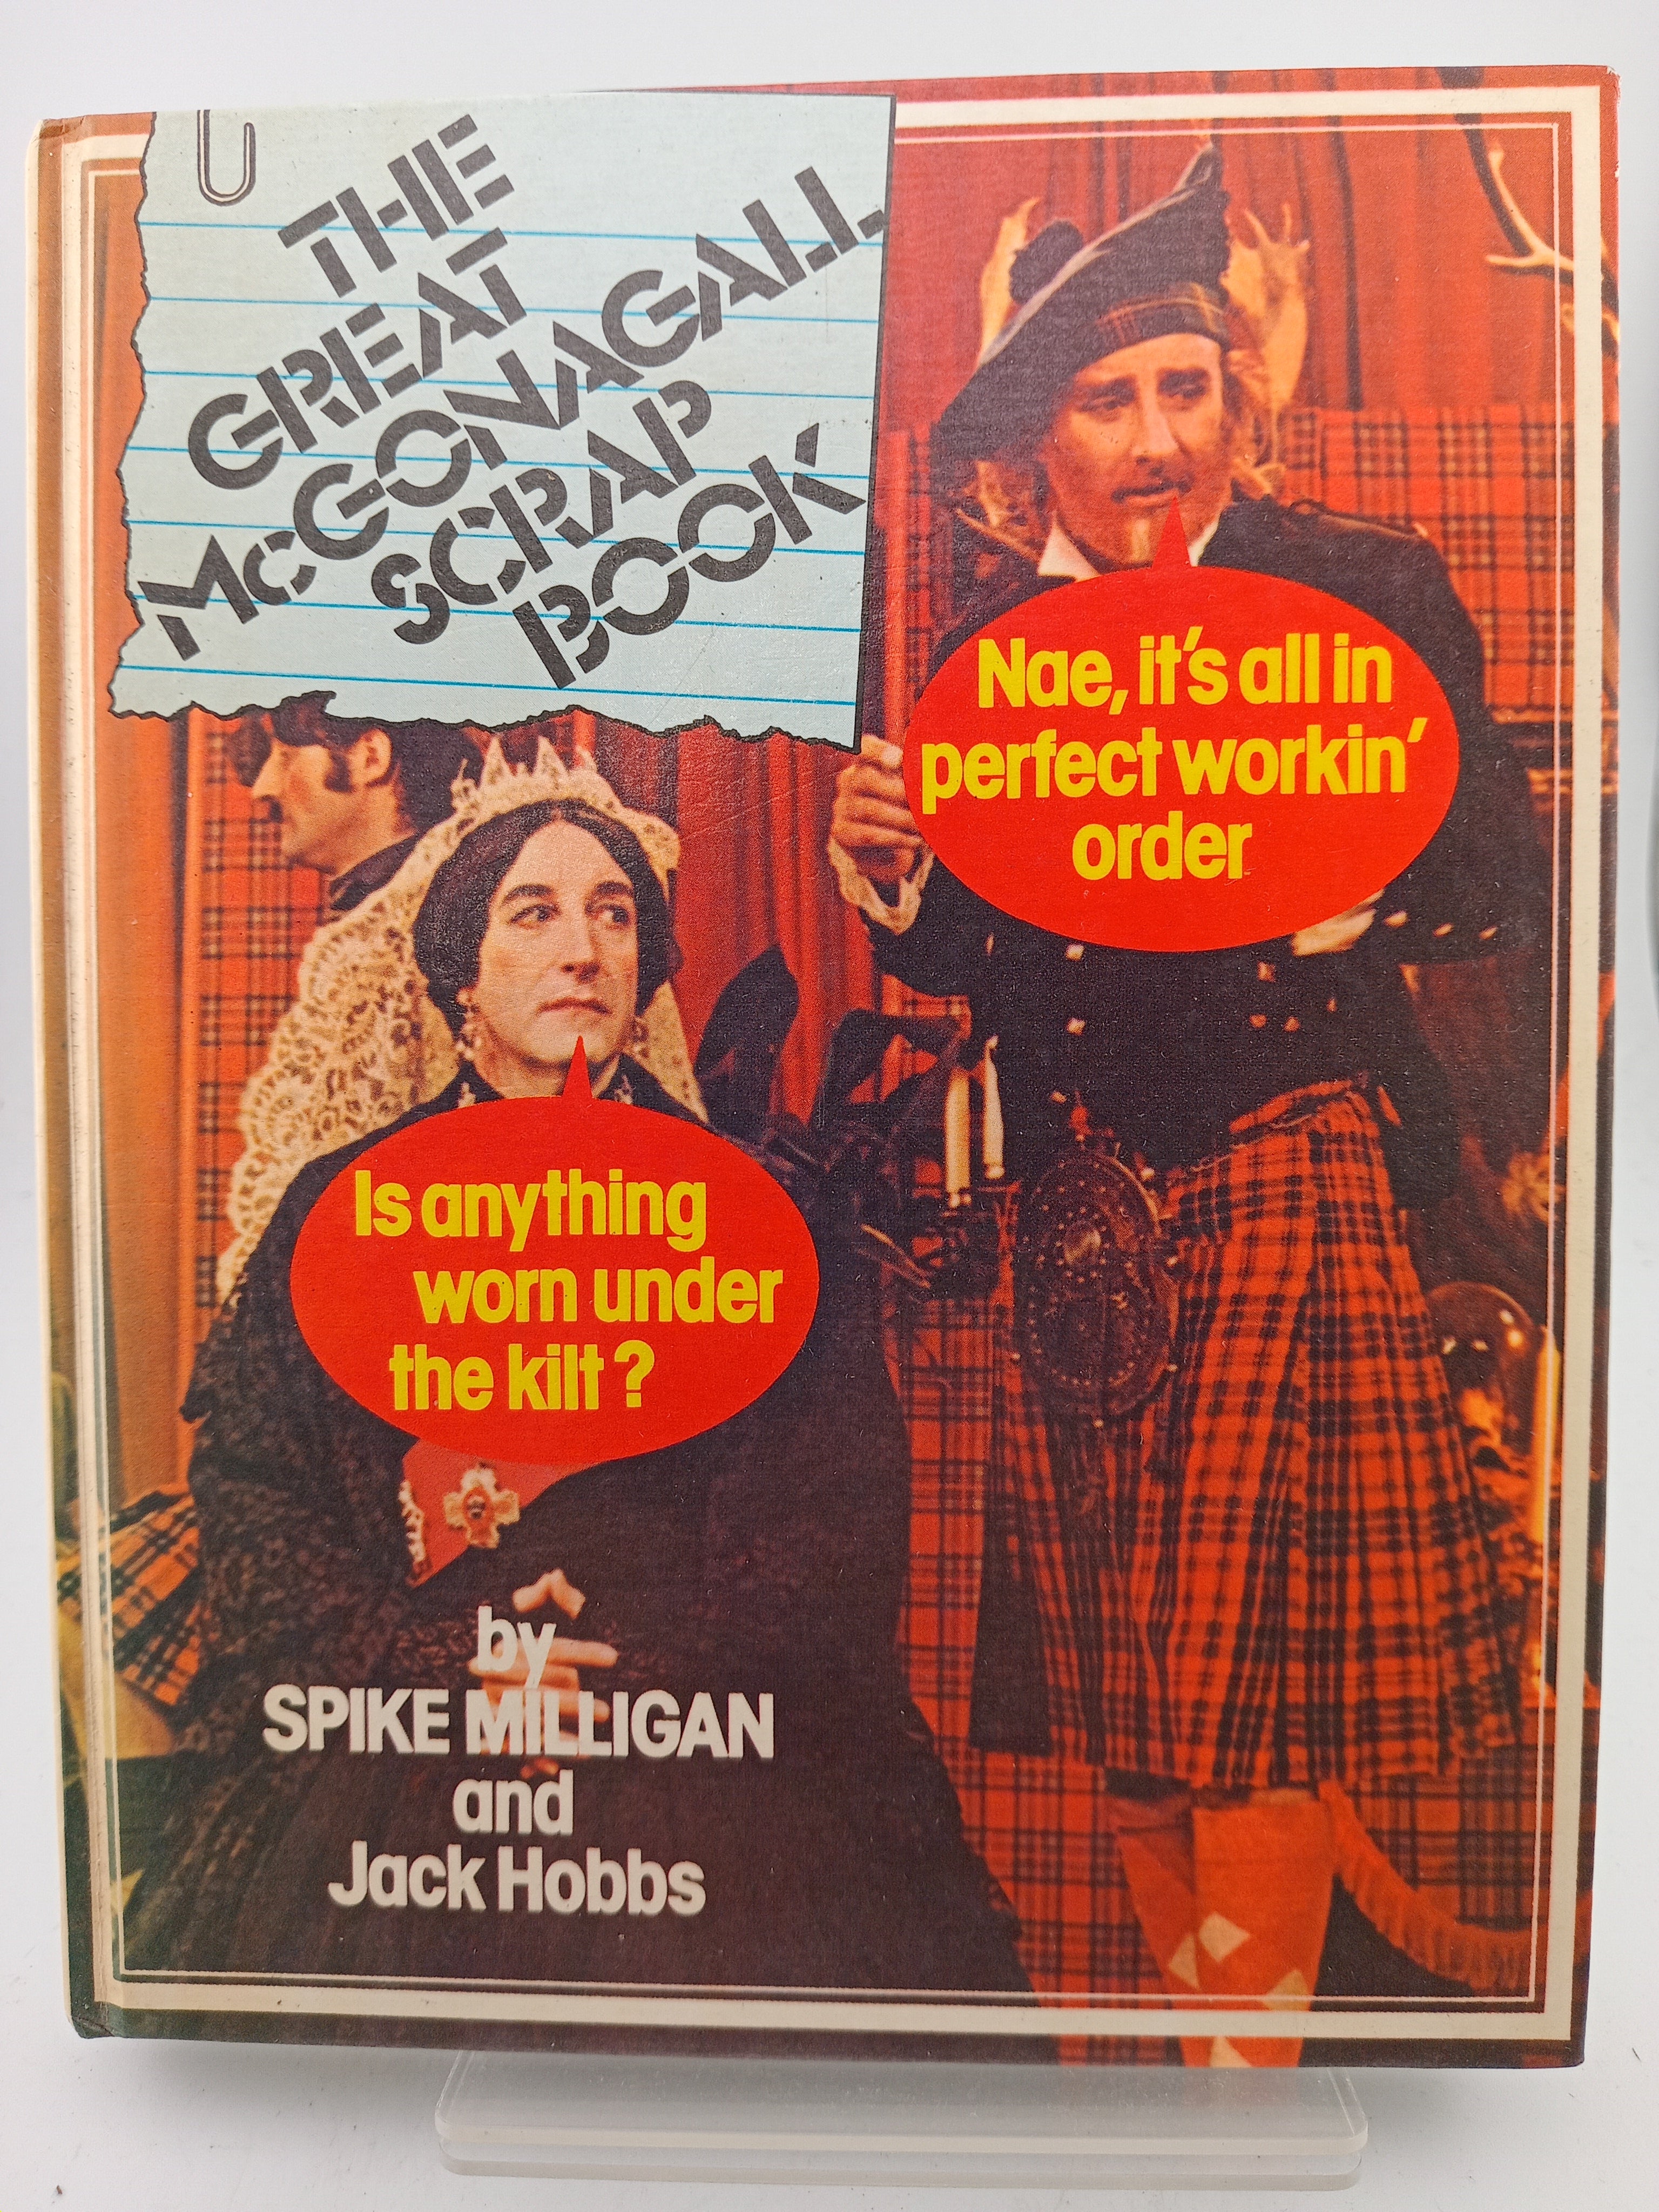 THE
GREAT
McGONAGALL
SCRAP
BOOK
Nae, it's all in
perfect workin'
order
Is anything
worn under
the kilt?
by
SPIKE MILLIGAN
and
Jack Hobbs